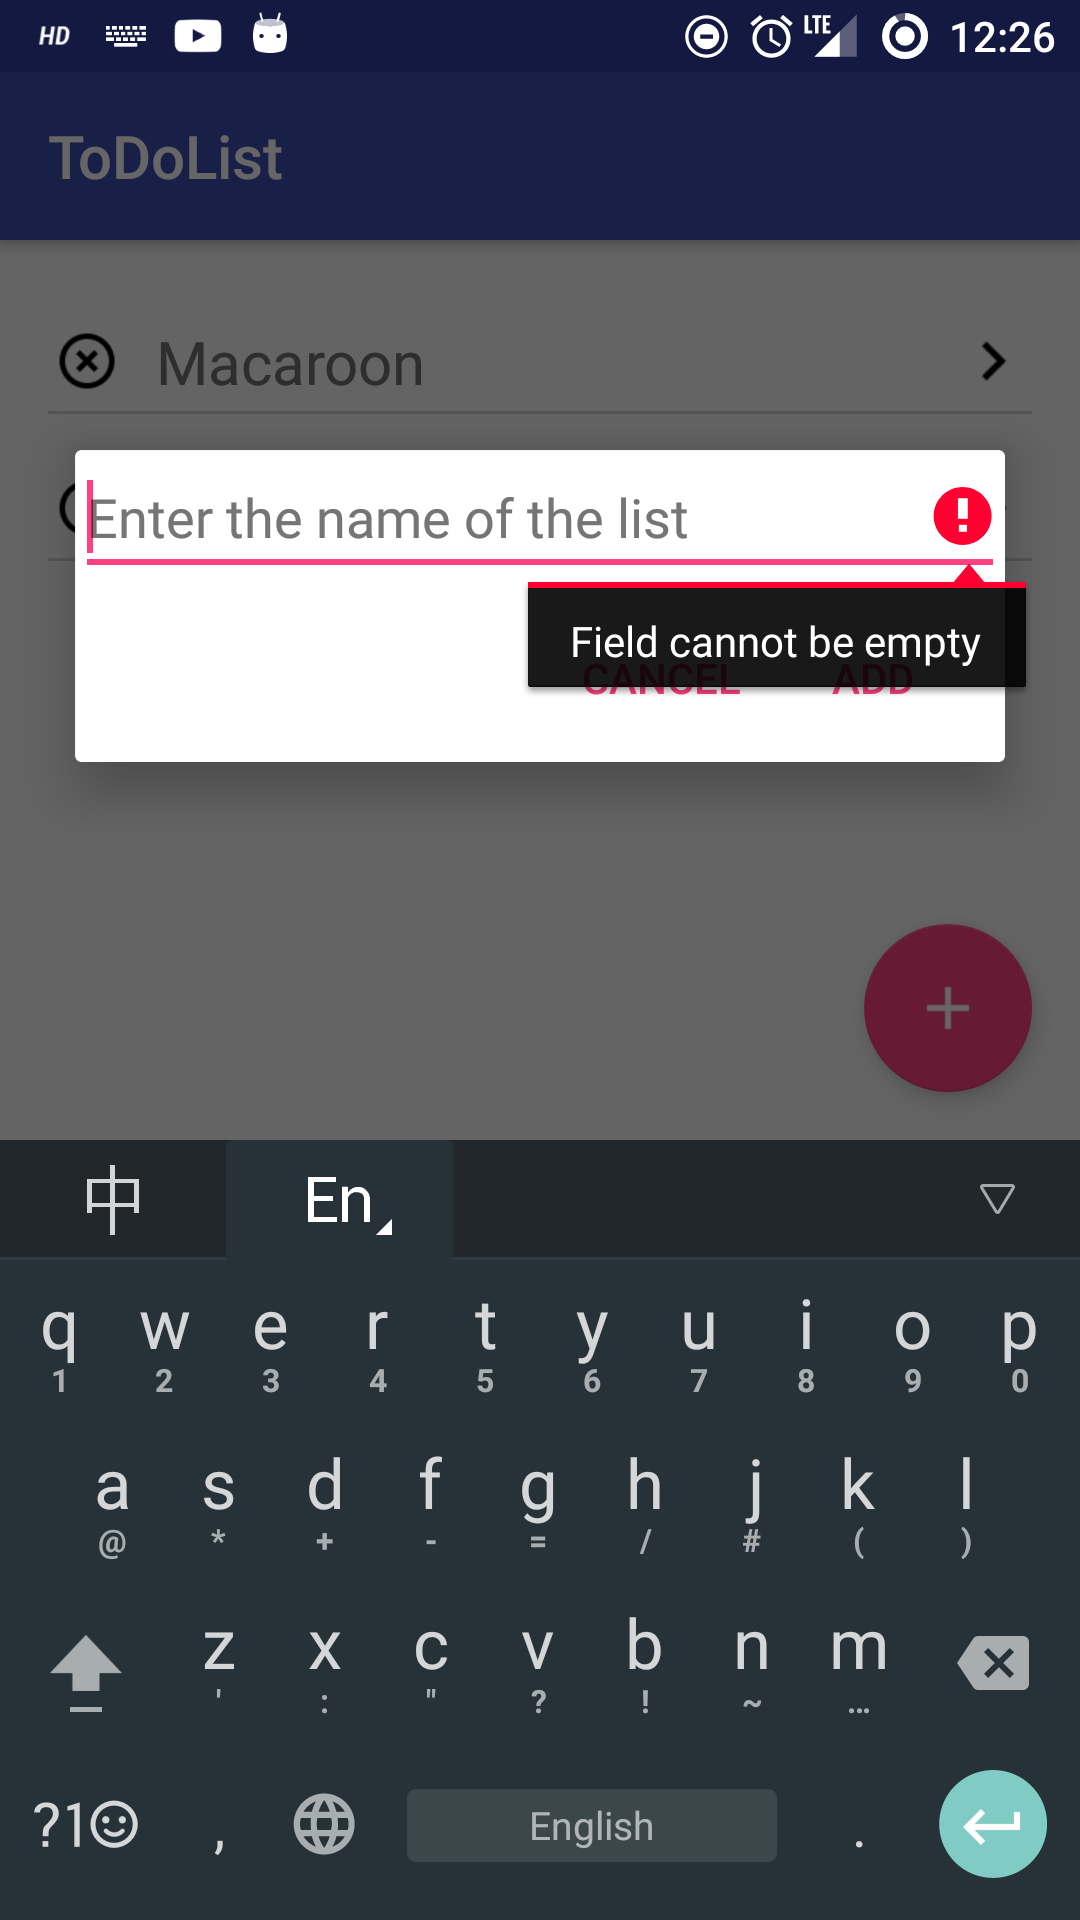 HD LTE 12:26
ToDoList
Macaroon
Enter the name of the list
Field cannot be empty
CANCEL ADD
中 En
q w e r t y u i o p
1 2 3 4 5 6 7 8 9 0
a s d f g h j k l
@ * + - = / # ( )
z x c v b n m
' : " ? ! ~ …
?1☺ , English .